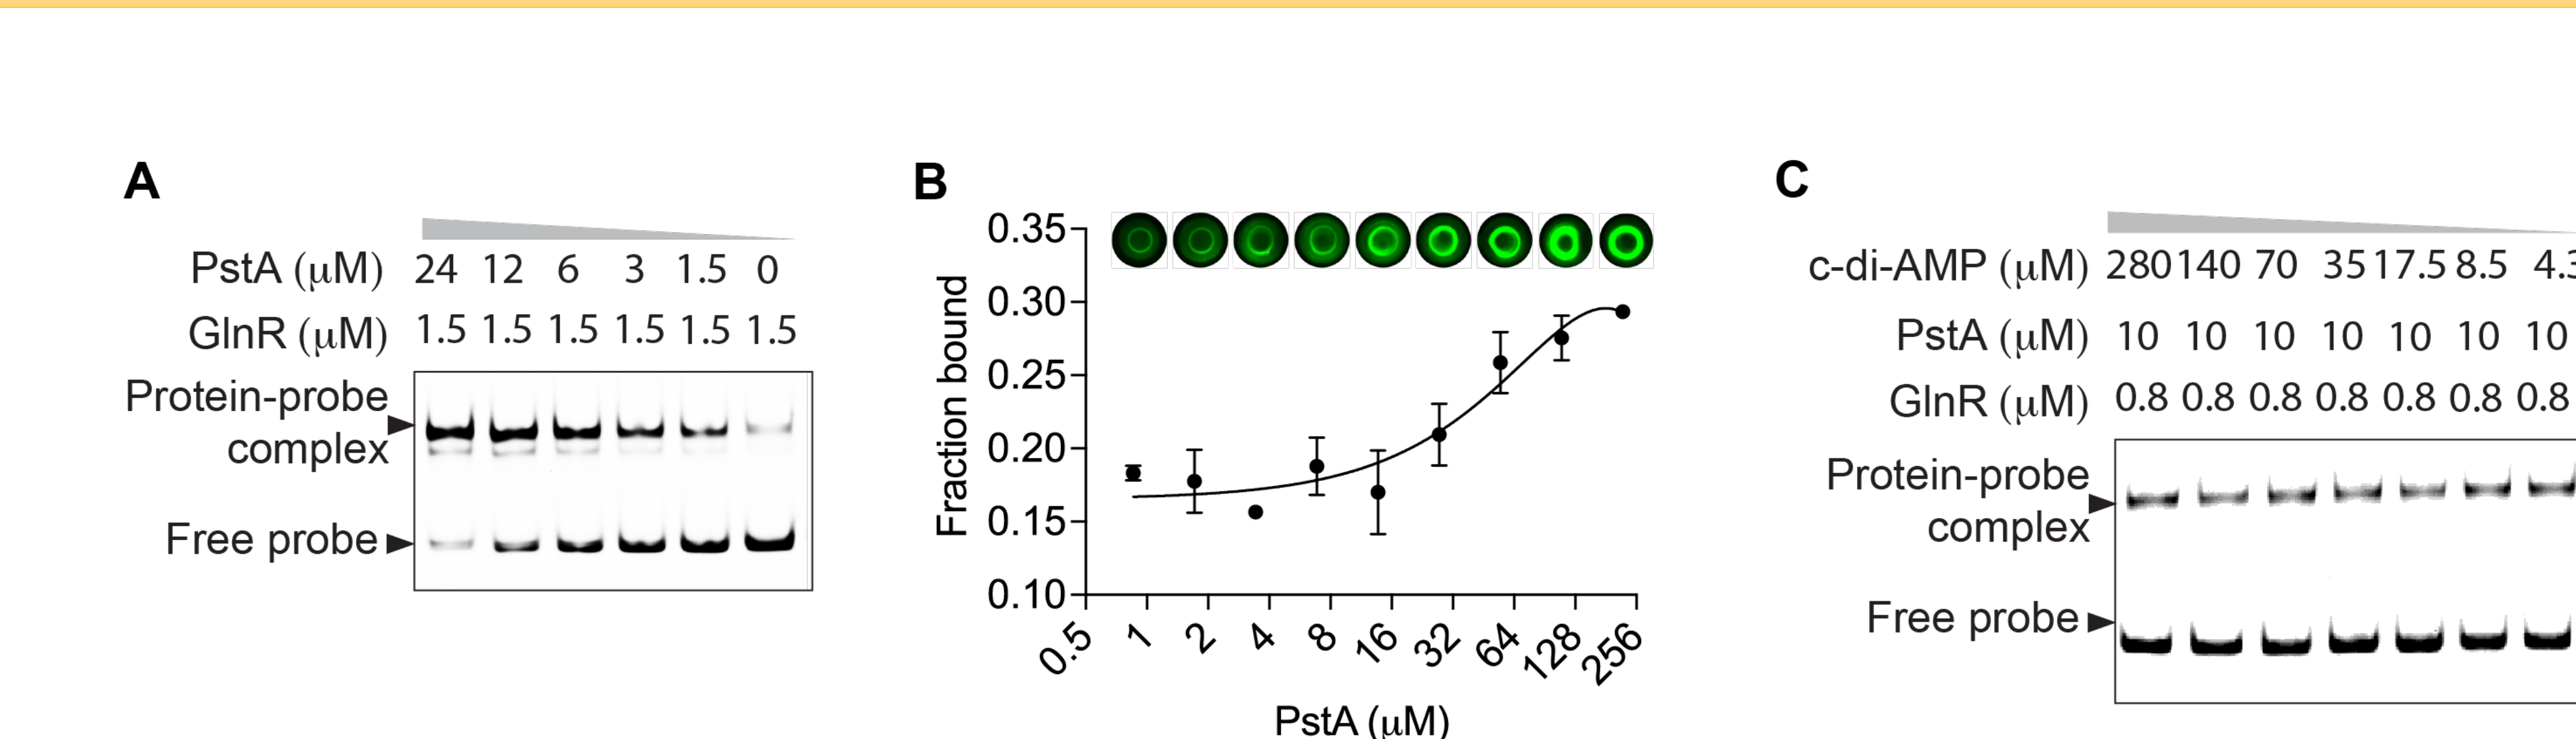 A
PstA (μM) 24 12 6 3 1.5 0
GlnR (μM) 1.5 1.5 1.5 1.5 1.5 1.5
Protein-probe
complex
Free probe
B
Fraction bound
0.35
0.30
0.25
0.20
0.15
0.10
0.5 1 2 4 8 16 32 64 128 256
PstA (μM)
C
c-di-AMP (μM) 280 140 70 35 17.5 8.5 4.3
PstA (μM) 10 10 10 10 10 10 10
GlnR (μM) 0.8 0.8 0.8 0.8 0.8 0.8 0.8
Protein-probe
complex
Free probe